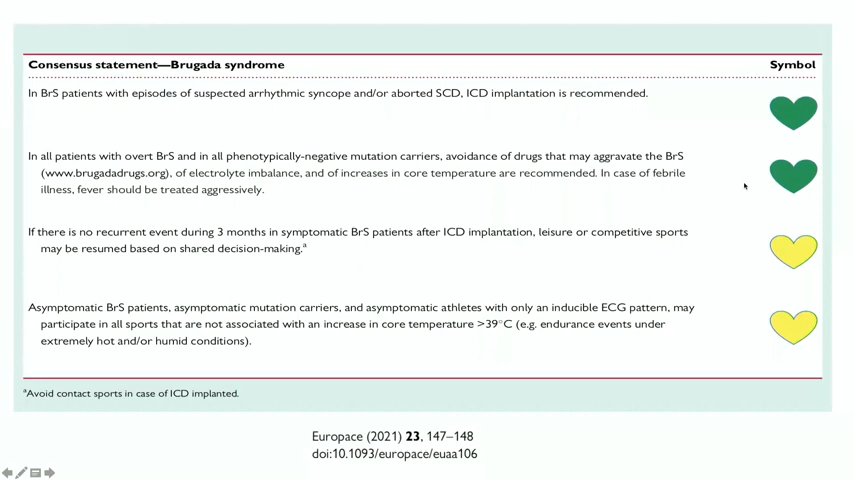 Consensus statement—Brugada syndrome Symbol
In BrS patients with episodes of suspected arrhythmic syncope and/or aborted SCD, ICD implantation is recommended.
In all patients with overt BrS and in all phenotypically-negative mutation carriers, avoidance of drugs that may aggravate the BrS
(www.brugadadrugs.org), of electrolyte imbalance, and of increases in core temperature are recommended. In case of febrile
illness, fever should be treated aggressively.
If there is no recurrent event during 3 months in symptomatic BrS patients after ICD implantation, leisure or competitive sports
may be resumed based on shared decision-making.ᵃ
Asymptomatic BrS patients, asymptomatic mutation carriers, and asymptomatic athletes with only an inducible ECG pattern, may
participate in all sports that are not associated with an increase in core temperature >39°C (e.g. endurance events under
extremely hot and/or humid conditions).
ᵃAvoid contact sports in case of ICD implanted.
Europace (2021) 23, 147–148
doi:10.1093/europace/euaa106